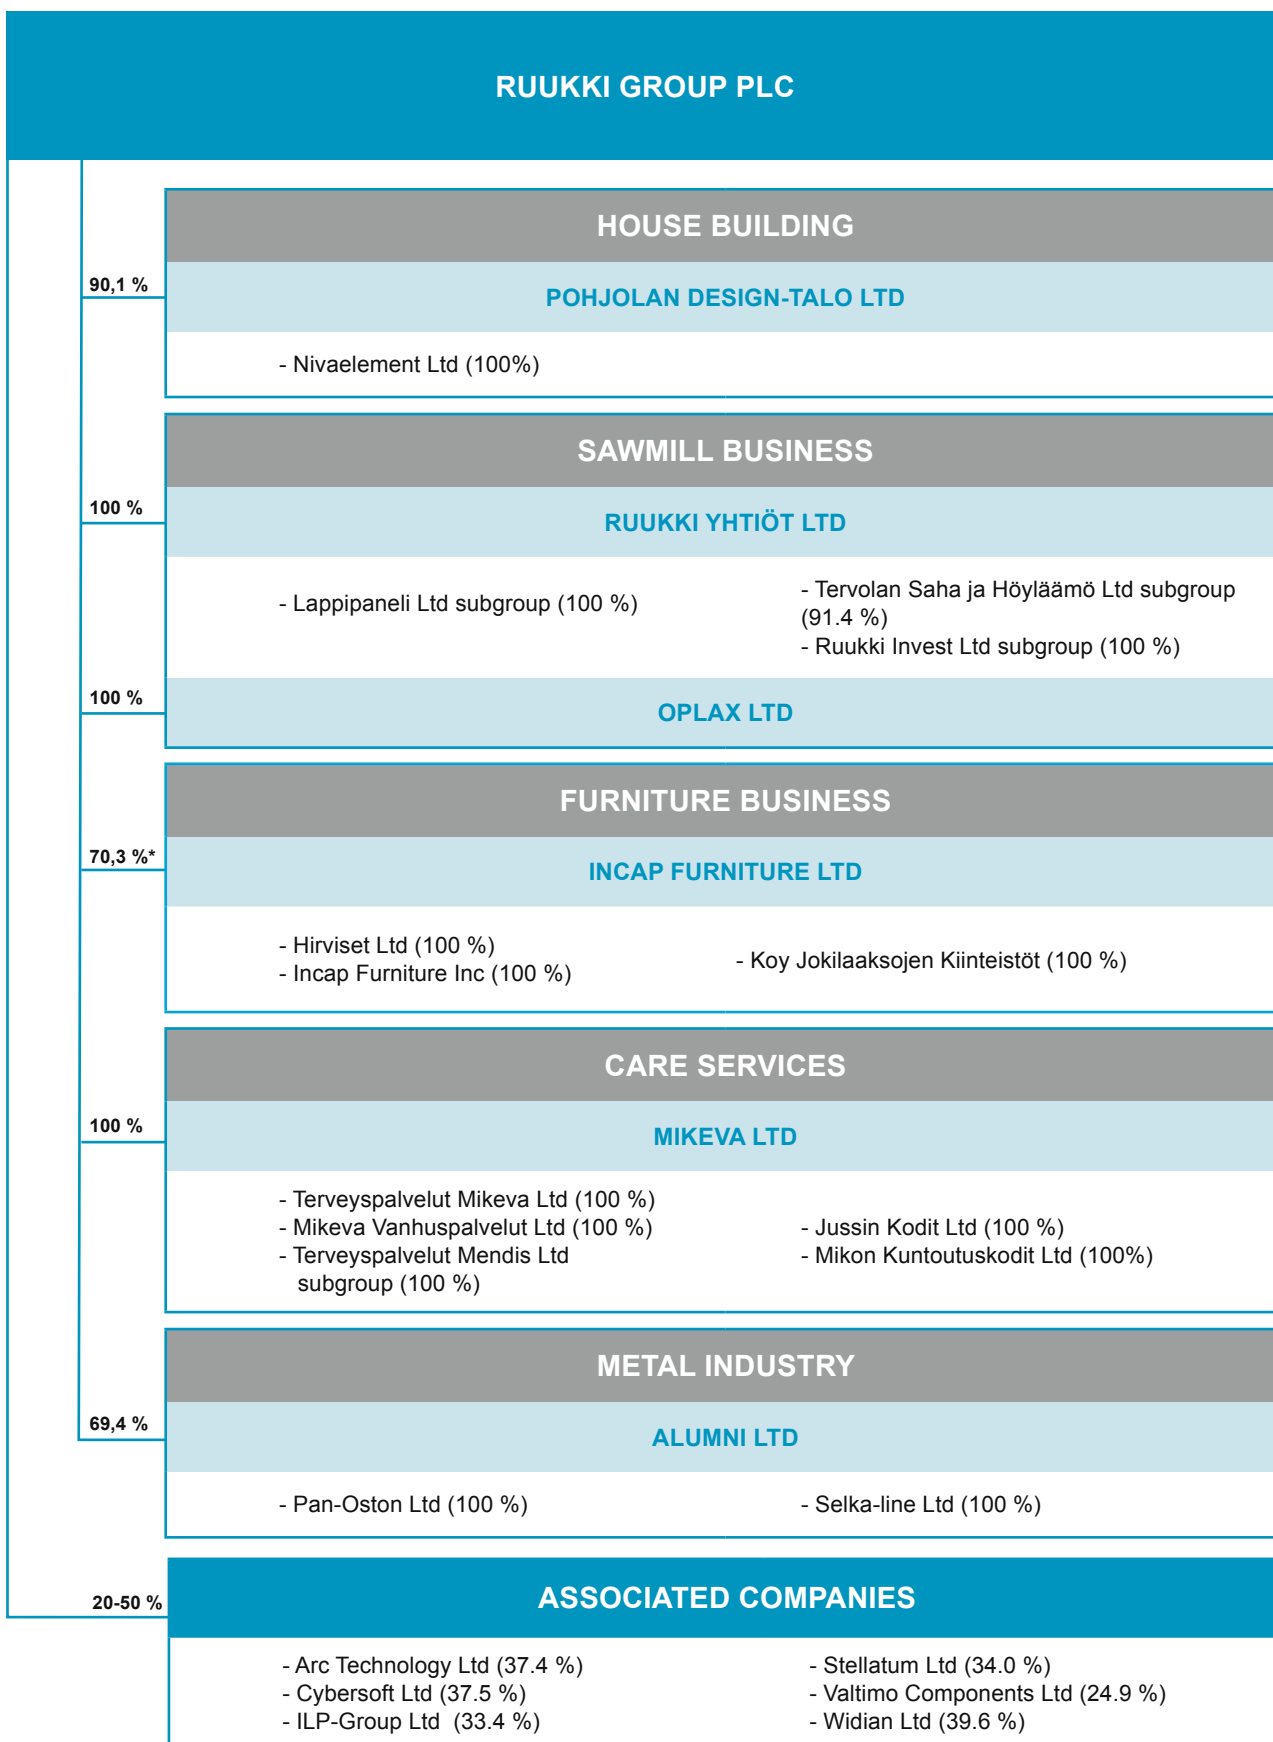 RUUKKI GROUP PLC
HOUSE BUILDING
90,1 %
POHJOLAN DESIGN-TALO LTD
- Nivaelement Ltd (100%)
SAWMILL BUSINESS
100 %
RUUKKI YHTIÖT LTD
- Lappipaneli Ltd subgroup (100 %)
- Tervolan Saha ja Höyläämö Ltd subgroup
(91.4 %)
- Ruukki Invest Ltd subgroup (100 %)
100 %
OPLAX LTD
FURNITURE BUSINESS
70,3 %*
INCAP FURNITURE LTD
- Hirviset Ltd (100 %)
- Incap Furniture Inc (100 %)
- Koy Jokilaaksojen Kiinteistöt (100 %)
CARE SERVICES
100 %
MIKEVA LTD
- Terveyspalvelut Mikeva Ltd (100 %)
- Mikeva Vanhuspalvelut Ltd (100 %)
- Terveyspalvelut Mendis Ltd
subgroup (100 %)
- Jussin Kodit Ltd (100 %)
- Mikon Kuntoutuskodit Ltd (100%)
METAL INDUSTRY
69,4 %
ALUMNI LTD
- Pan-Oston Ltd (100 %)
- Selka-line Ltd (100 %)
20-50 %
ASSOCIATED COMPANIES
- Arc Technology Ltd (37.4 %)
- Cybersoft Ltd (37.5 %)
- ILP-Group Ltd  (33.4 %)
- Stellatum Ltd (34.0 %)
- Valtimo Components Ltd (24.9 %)
- Widian Ltd (39.6 %)